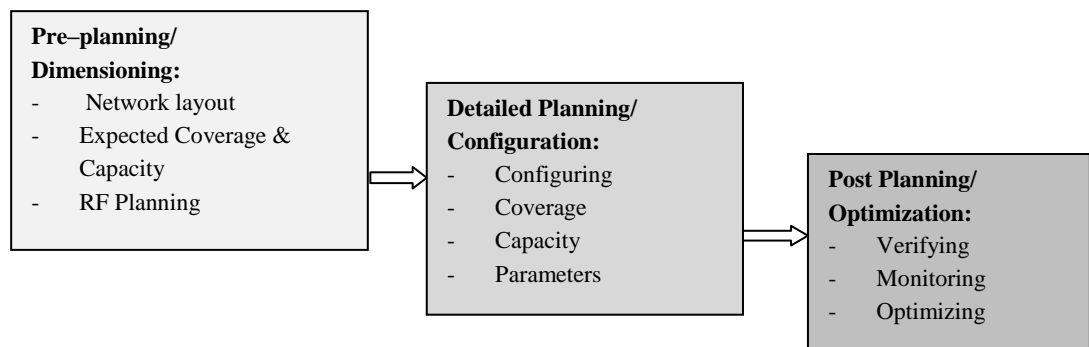 Pre–planning/
Dimensioning:
- Network layout
- Expected Coverage &
Capacity
- RF Planning
Detailed Planning/
Configuration:
- Configuring
- Coverage
- Capacity
- Parameters
Post Planning/
Optimization:
- Verifying
- Monitoring
- Optimizing